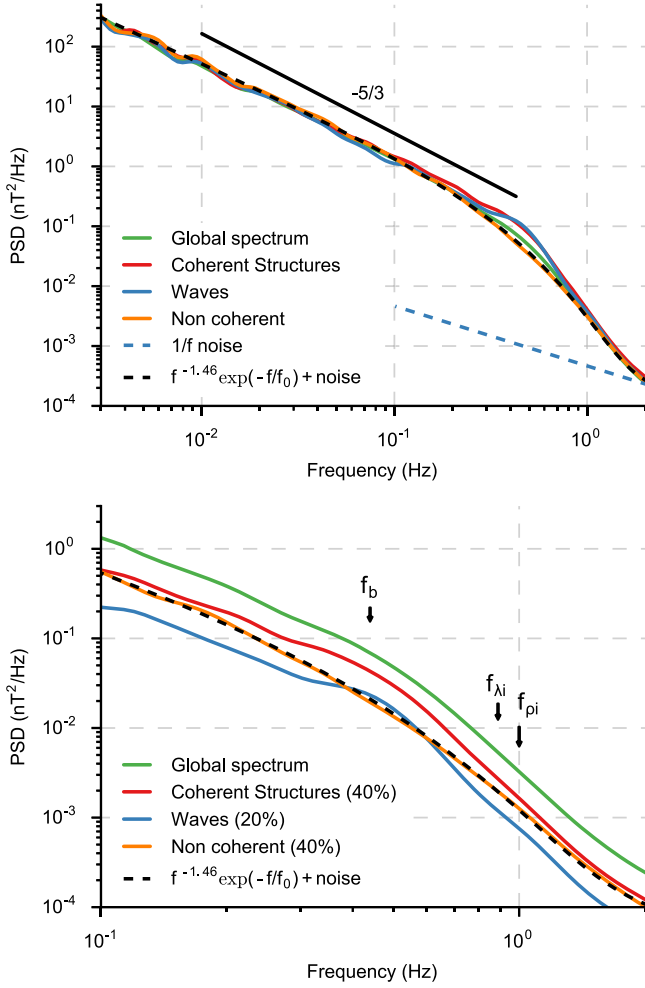 10²
10¹
10⁰
10⁻¹
10⁻²
10⁻³
10⁻⁴
PSD (nT²/Hz)
-5/3
Global spectrum
Coherent Structures
Waves
Non coherent
1/f noise
f⁻¹·⁴⁶exp(-f/f₀)+noise
10⁻² 10⁻¹ 10⁰
Frequency (Hz)
10⁰
10⁻¹
10⁻²
10⁻³
10⁻⁴
PSD (nT²/Hz)
f_b
f_λi
f_ρi
Global spectrum
Coherent Structures (40%)
Waves (20%)
Non coherent (40%)
f⁻¹·⁴⁶exp(-f/f₀)+noise
10⁻¹ 10⁰
Frequency (Hz)